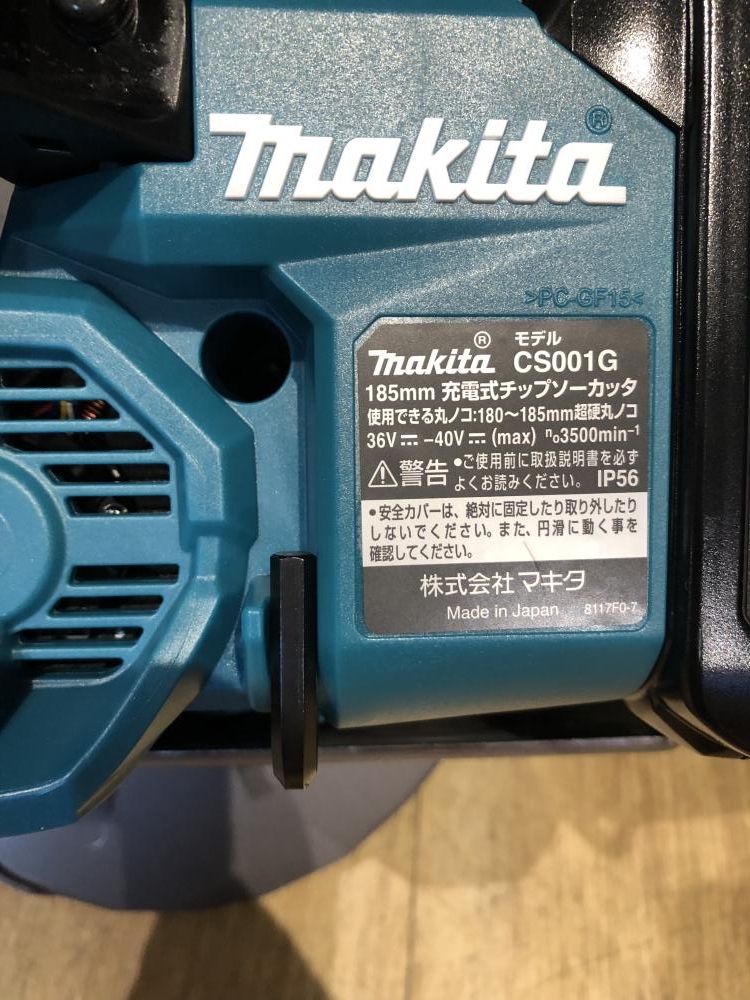 makita®
>PC-GF15<
makita® モデル CS001G
185mm 充電式チップソーカッタ
使用できる丸ノコ:180～185mm超硬丸ノコ
36V⎓ -40V⎓ (max) n₀3500min⁻¹
⚠警告 •ご使用前に取扱説明書を必ず
よくお読みください。 IP56
•安全カバーは、絶対に固定したり取り外したり
しないでください。また、円滑に動く事を
確認してください。
株式会社マキタ
Made in Japan 8117F0-7